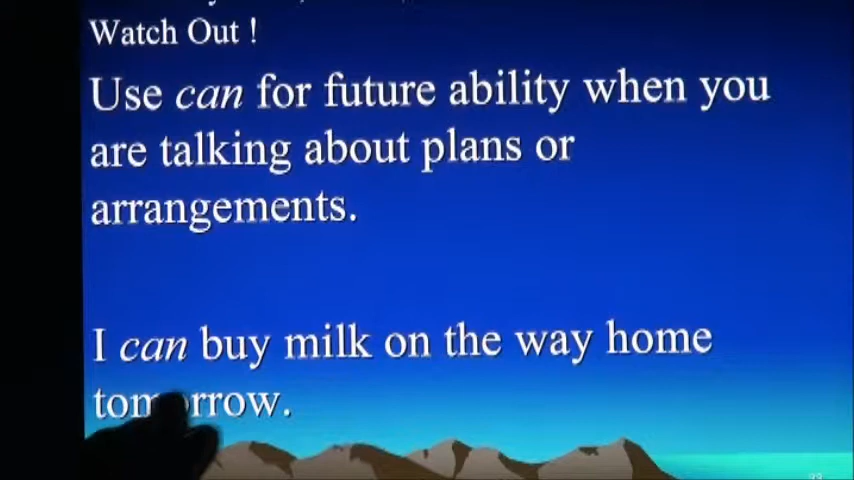 Watch Out !
Use can for future ability when you
are talking about plans or
arrangements.
I can buy milk on the way home
tomorrow.